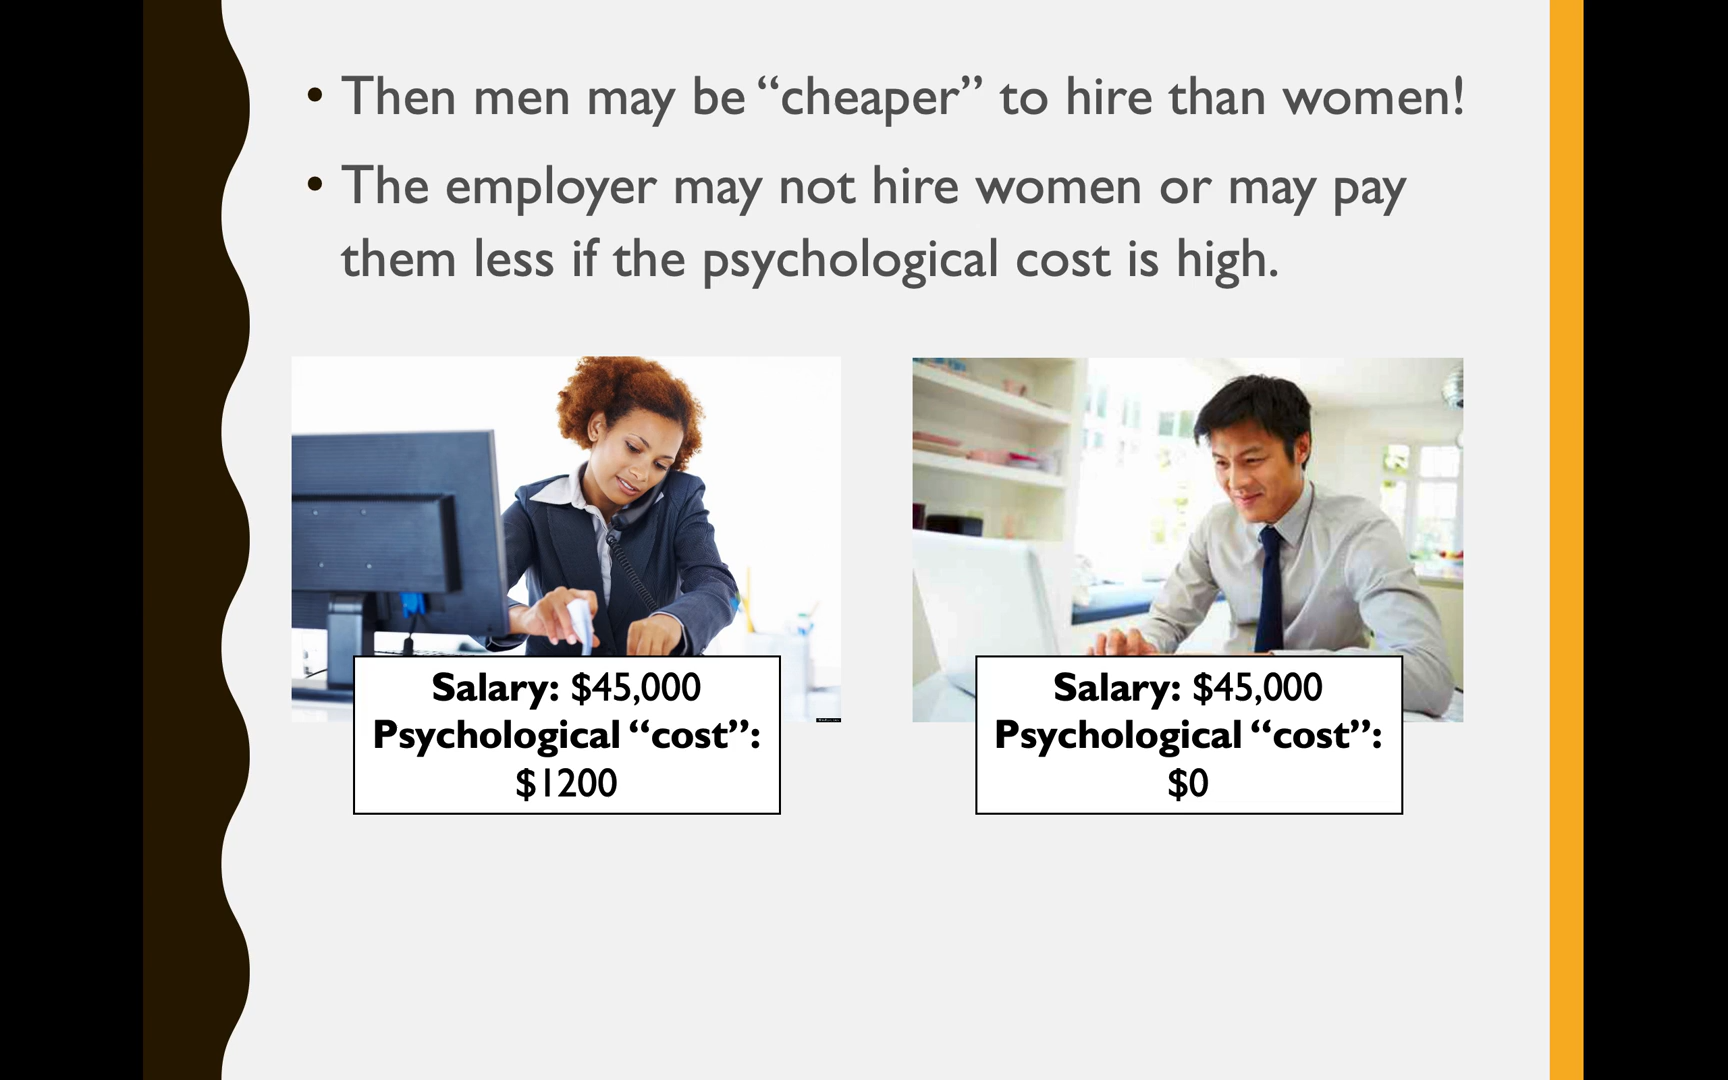 • Then men may be “cheaper” to hire than women!
• The employer may not hire women or may pay
them less if the psychological cost is high.
Salary: $45,000
Psychological “cost”:
$1200
Salary: $45,000
Psychological “cost”:
$0